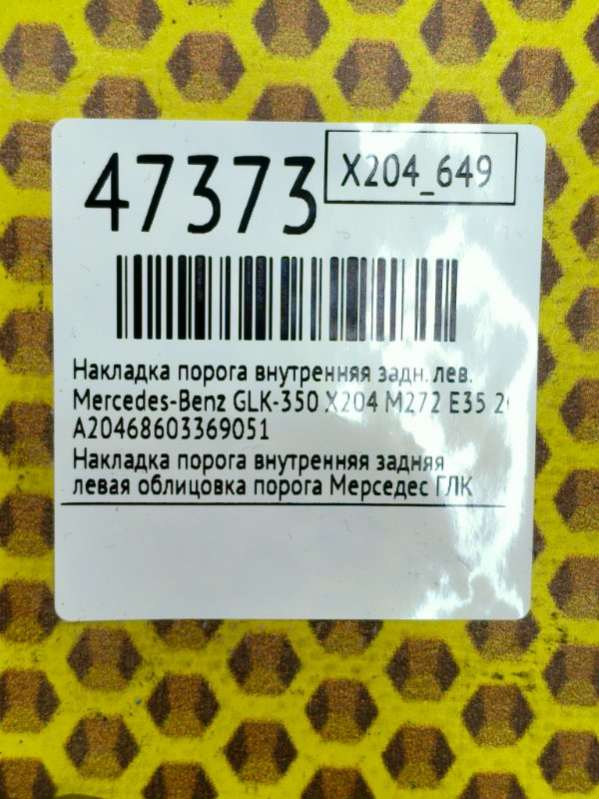 47373
X204_649
Накладка порога внутренняя задн. лев.
Mercedes-Benz GLK-350 X204 M272 E35
A20468603369051
Накладка порога внутренняя задняя
левая облицовка порога Мерседес ГЛК